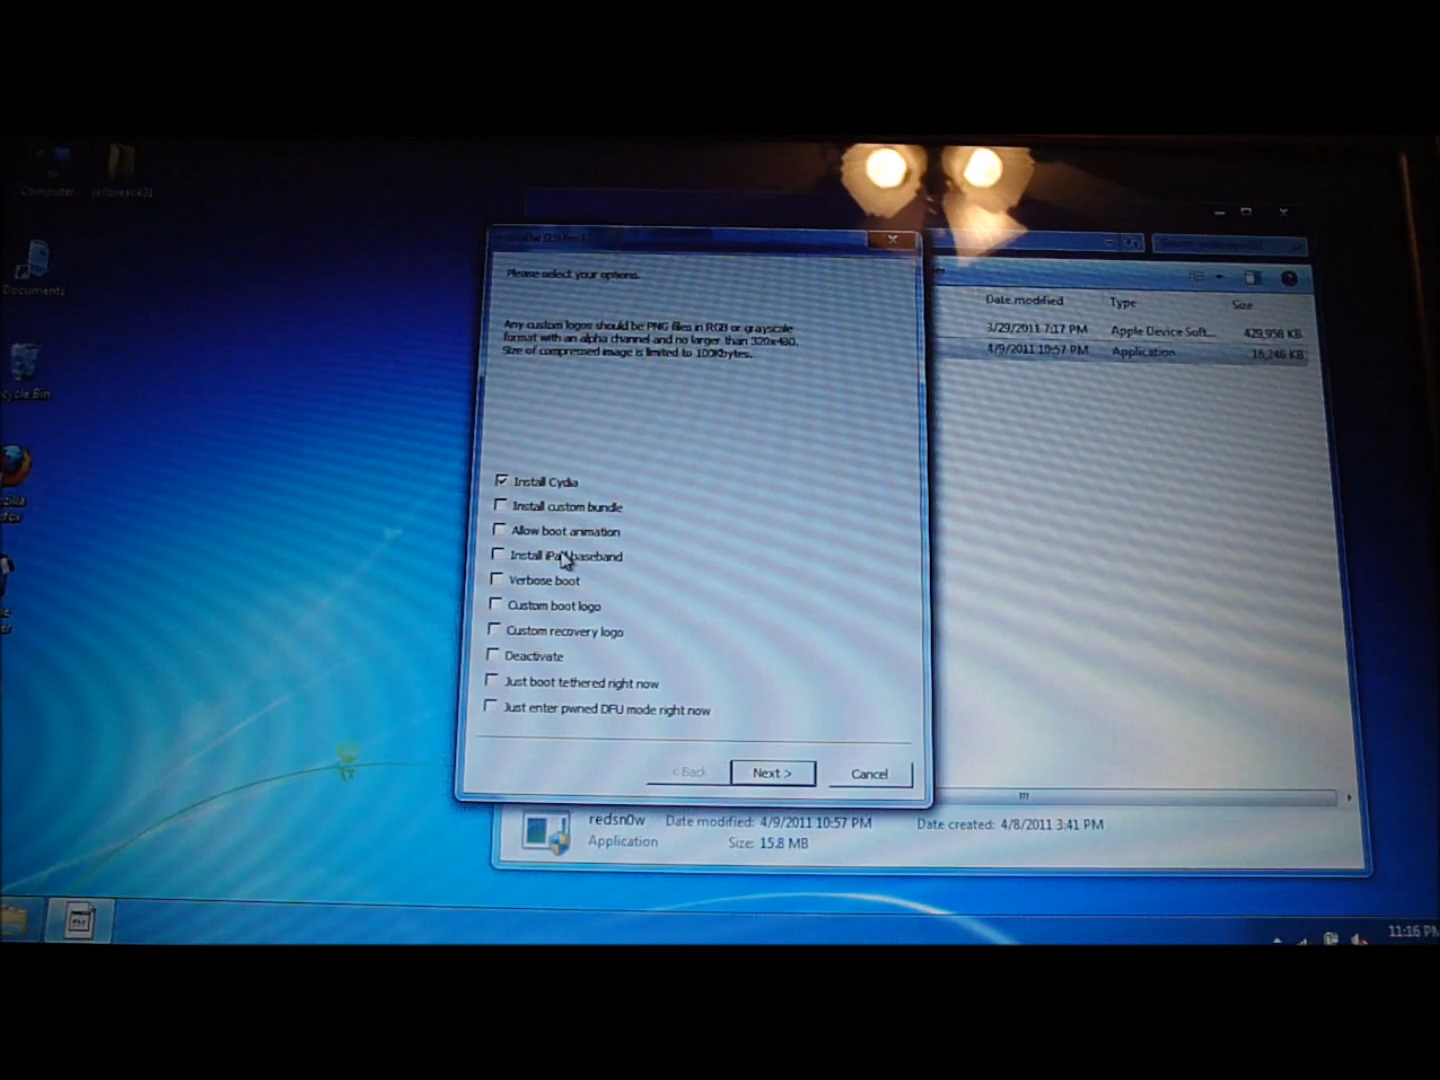 Computer
jailbreak431
Documents
Please select your options.
Any custom logos should be PNG files in RGB or grayscale
format with an alpha channel and no larger than 320x480.
Size of compressed image is limited to 100Kbytes.
Install Cydia
Install custom bundle
Allow boot animation
Install iPad baseband
Verbose boot
Custom boot logo
Custom recovery logo
Deactivate
Just boot tethered right now
Just enter pwned DFU mode right now
< Back
Next >
Cancel
Date modified
Type
Size
3/29/2011 7:17 PM
Apple Device Soft...
429,958 KB
4/9/2011 10:57 PM
Application
16,246 KB
ecycle Bin
zilla
efox
redsn0w
Date modified: 4/9/2011 10:57 PM
Date created: 4/8/2011 3:41 PM
Application
Size: 15.8 MB
11:16 PM